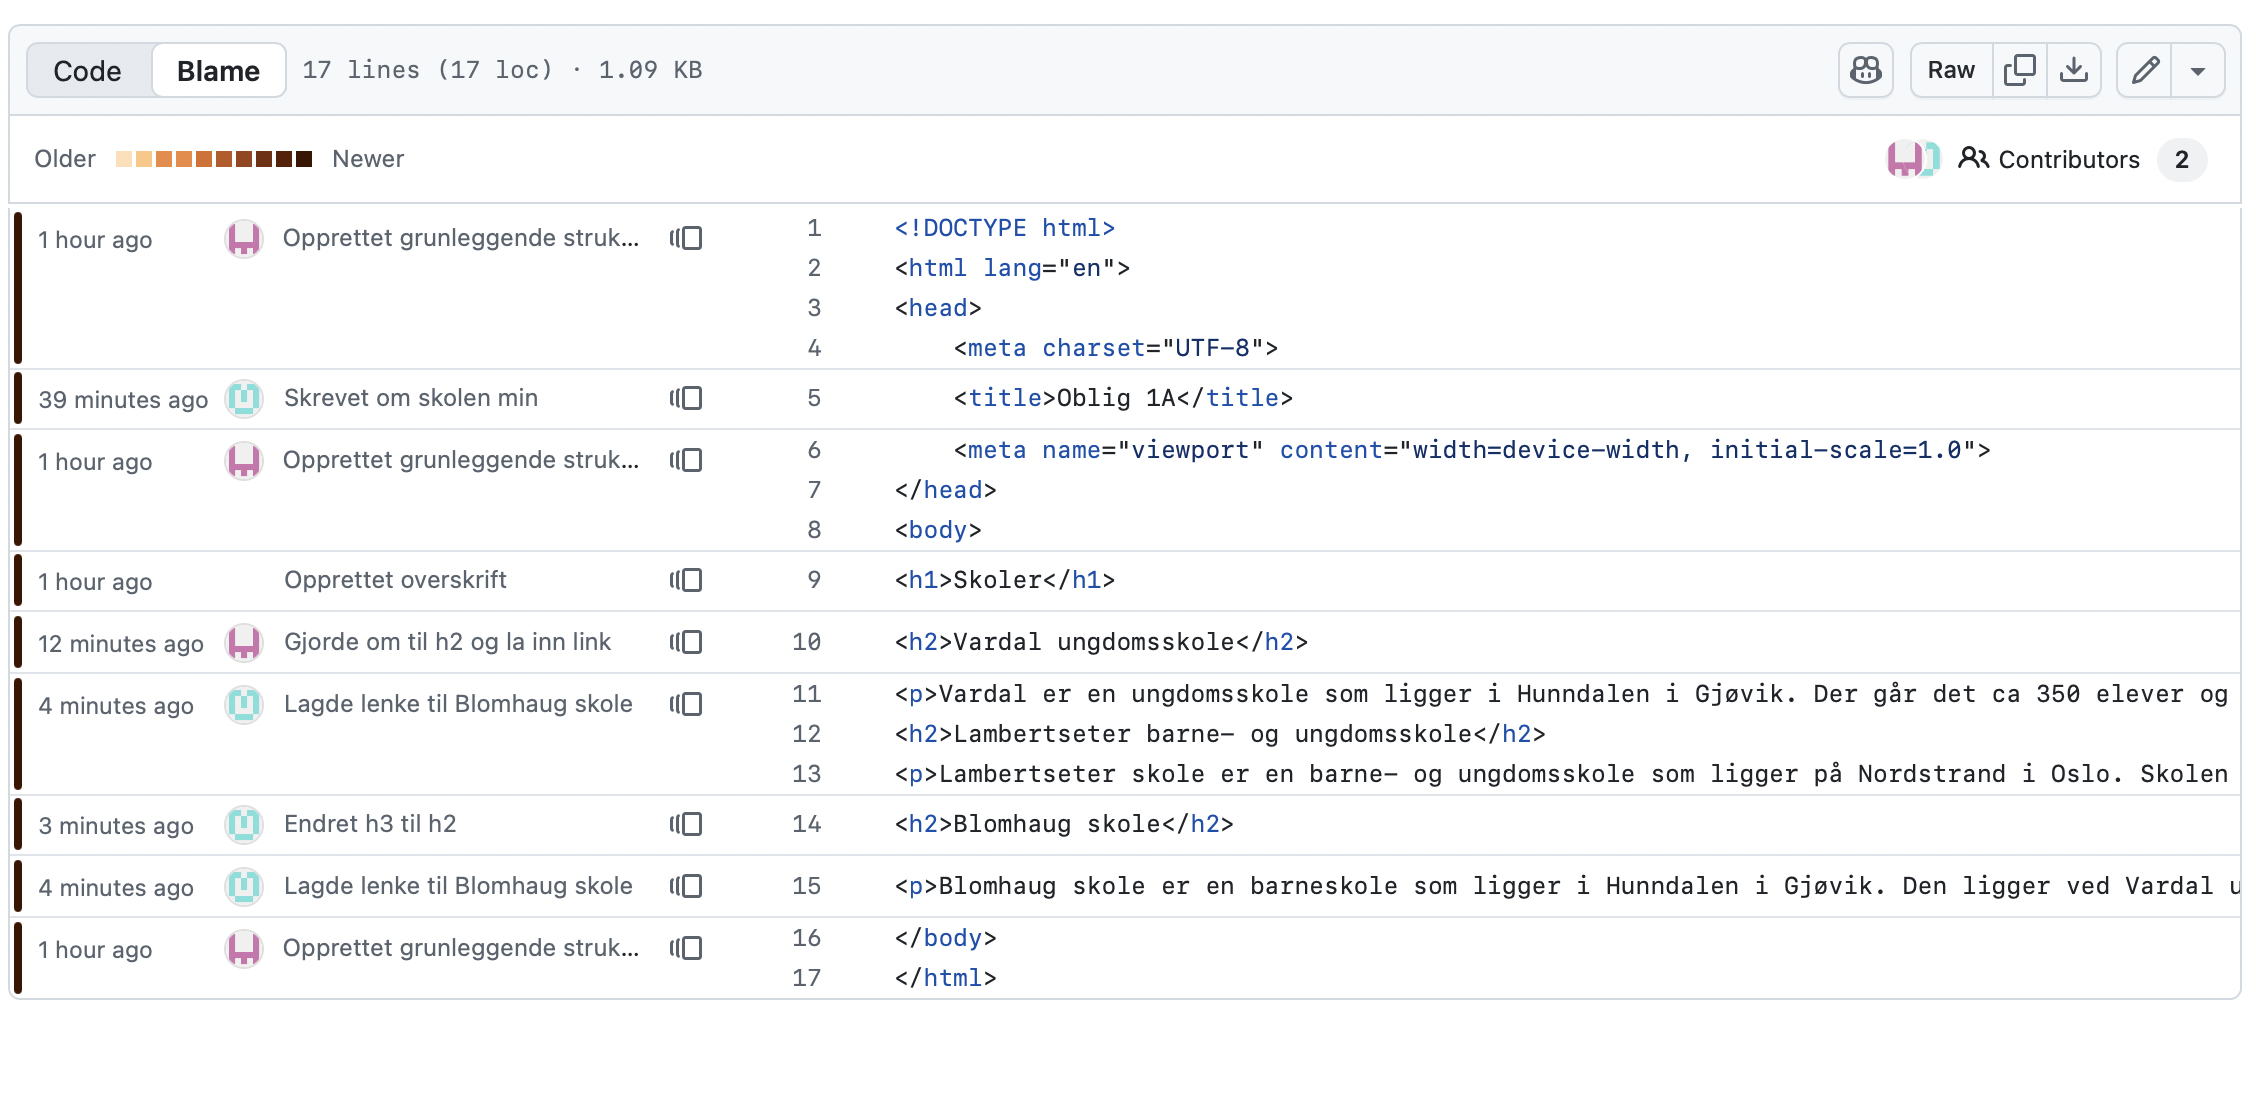 Code Blame 17 lines (17 loc) · 1.09 KB Raw
Older Newer Contributors 2
1 hour ago Opprettet grunleggende struk... 1 <!DOCTYPE html>
2 <html lang="en">
3 <head>
4 <meta charset="UTF-8">
39 minutes ago Skrevet om skolen min 5 <title>Oblig 1A</title>
1 hour ago Opprettet grunleggende struk... 6 <meta name="viewport" content="width=device-width, initial-scale=1.0">
7 </head>
8 <body>
1 hour ago Opprettet overskrift 9 <h1>Skoler</h1>
12 minutes ago Gjorde om til h2 og la inn link 10 <h2>Vardal ungdomsskole</h2>
4 minutes ago Lagde lenke til Blomhaug skole 11 <p>Vardal er en ungdomsskole som ligger i Hunndalen i Gjøvik. Der går det ca 350 elever og
12 <h2>Lambertseter barne- og ungdomsskole</h2>
13 <p>Lambertseter skole er en barne- og ungdomsskole som ligger på Nordstrand i Oslo. Skolen
3 minutes ago Endret h3 til h2 14 <h2>Blomhaug skole</h2>
4 minutes ago Lagde lenke til Blomhaug skole 15 <p>Blomhaug skole er en barneskole som ligger i Hunndalen i Gjøvik. Den ligger ved Vardal u
1 hour ago Opprettet grunleggende struk... 16 </body>
17 </html>